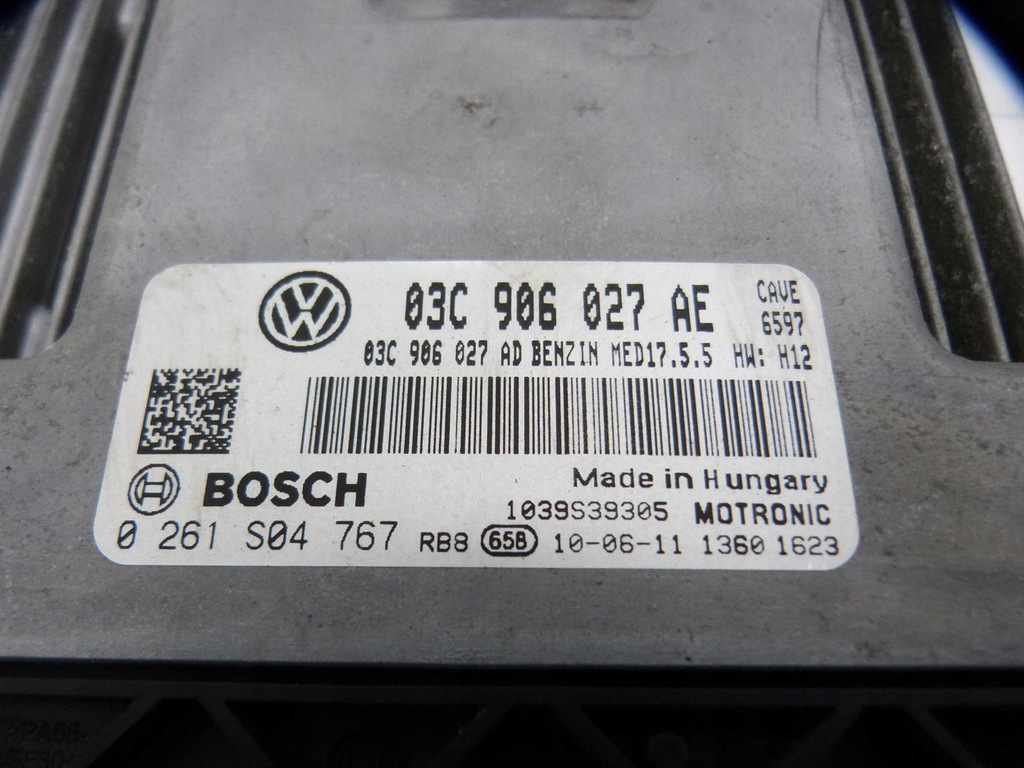 03C 906 027 AE CAVE 6597
03C 906 027 AD BENZIN MED17.5.5 HW: H12
BOSCH
Made in Hungary
1039S39305 MOTRONIC
0 261 S04 767 RB8 658 10-06-11 1360 1623
>PA66-